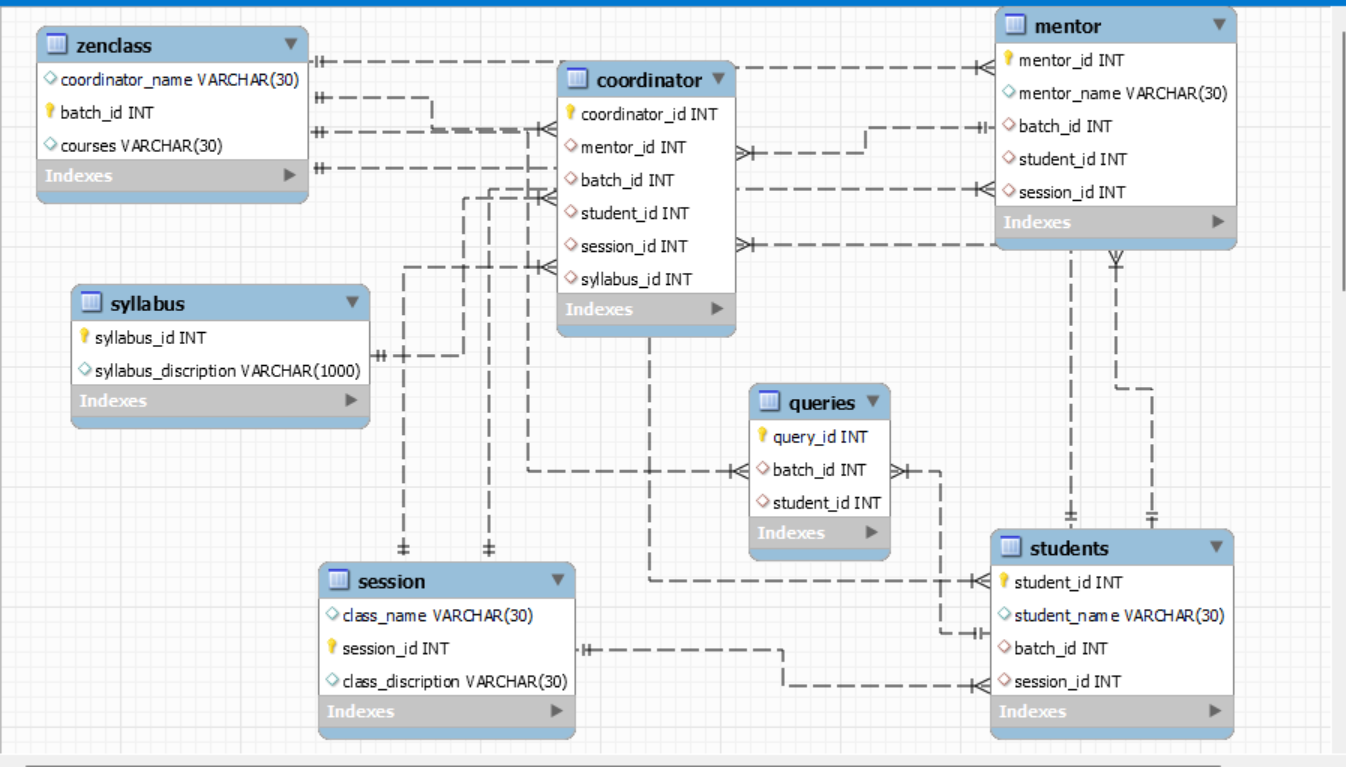 zenclass
coordinator_name VARCHAR(30)
batch_id INT
courses VARCHAR(30)
Indexes
coordinator
coordinator_id INT
mentor_id INT
batch_id INT
student_id INT
session_id INT
syllabus_id INT
Indexes
mentor
mentor_id INT
mentor_name VARCHAR(30)
batch_id INT
student_id INT
session_id INT
Indexes
syllabus
syllabus_id INT
syllabus_discription VARCHAR(1000)
Indexes
queries
query_id INT
batch_id INT
student_id INT
Indexes
session
class_name VARCHAR(30)
session_id INT
class_discription VARCHAR(30)
Indexes
students
student_id INT
student_name VARCHAR(30)
batch_id INT
session_id INT
Indexes